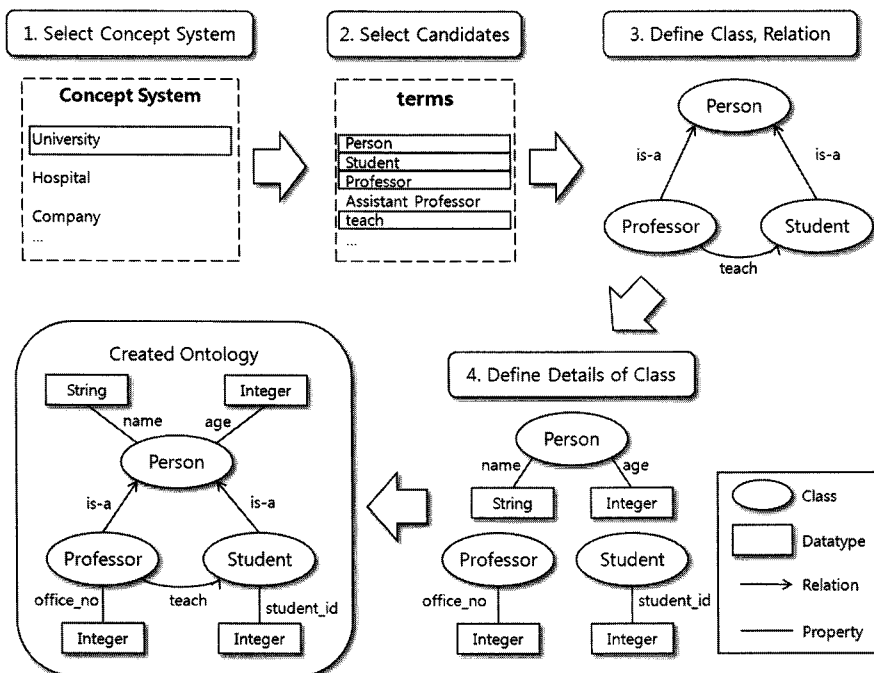 1. Select Concept System
Concept System
University
Hospital
Company
...
2. Select Candidates
terms
Person
Student
Professor
Assistant Professor
teach
...
3. Define Class, Relation
Person
is-a
is-a
Professor
Student
teach
4. Define Details of Class
Person
name
age
String
Integer
Professor
Student
office_no
student_id
Integer
Integer
Class
Datatype
Relation
Property
Created Ontology
String
Integer
name
age
Person
is-a
is-a
Professor
Student
teach
office_no
student_id
Integer
Integer